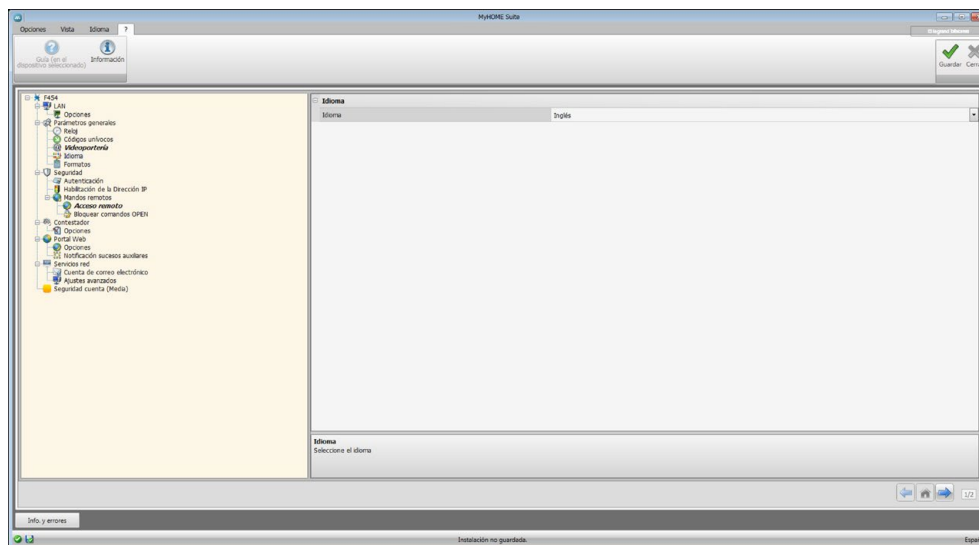 MyHOME Suite
Opciones Vista Idioma ?
Guía (en el dispositivo seleccionado)
Información
Guardar
F454
LAN
Opciones
Parámetros generales
Reloj
Códigos unívocos
Videoportería
Idioma
Formatos
Seguridad
Autenticación
Habilitación de la Dirección IP
Mandos remotos
Acceso remoto
Bloquear comandos OPEN
Contestador
Opciones
Portal Web
Opciones
Notificación sucesos auxiliares
Servicios red
Cuenta de correo electrónico
Ajustes avanzados
Seguridad cuenta (Media)
Idioma
Idioma Inglés
Idioma
Seleccione el idioma
1/2
Info. y errores
Instalación no guardada.